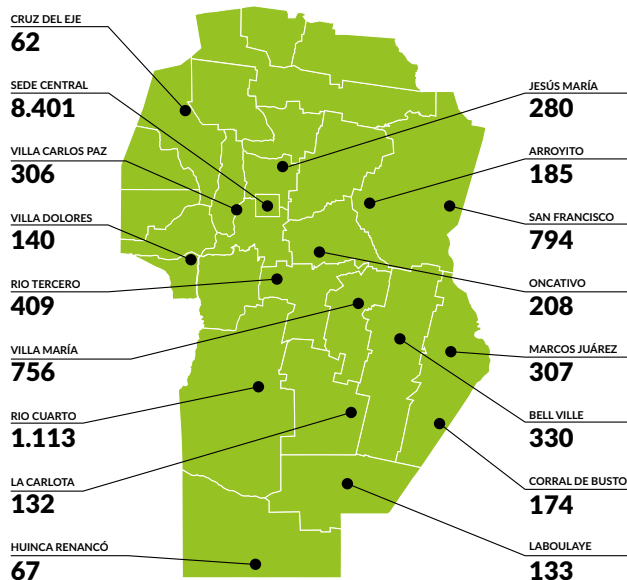 CRUZ DEL EJE
62
SEDE CENTRAL
8.401
VILLA CARLOS PAZ
306
VILLA DOLORES
140
RIO TERCERO
409
VILLA MARÍA
756
RIO CUARTO
1.113
LA CARLOTA
132
HUINCA RENANCÓ
67
JESÚS MARÍA
280
ARROYITO
185
SAN FRANCISCO
794
ONCATIVO
208
MARCOS JUÁREZ
307
BELL VILLE
330
CORRAL DE BUSTO
174
LABOULAYE
133